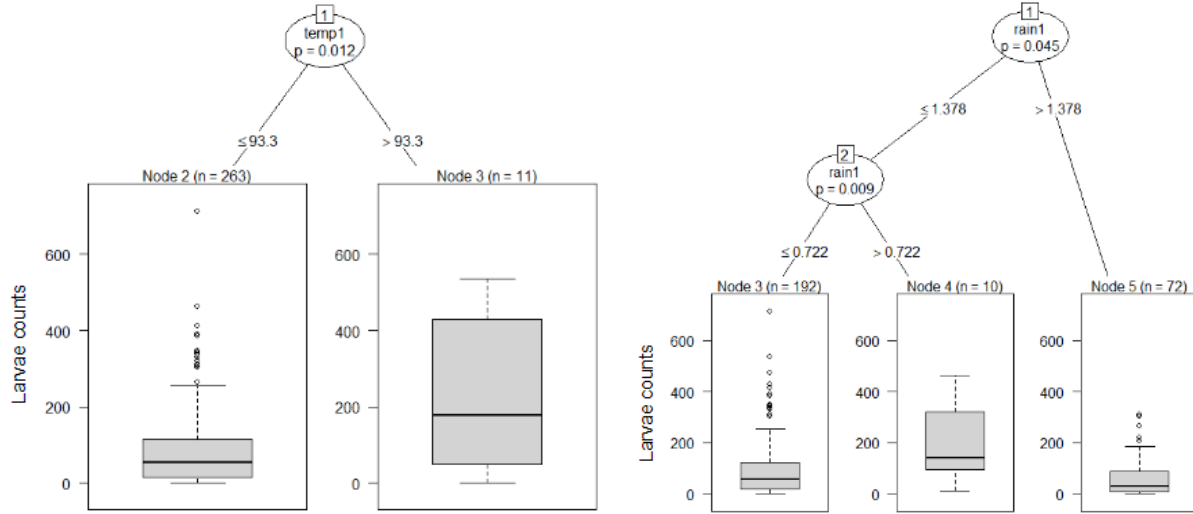 1
temp1
p = 0.012
≤ 93.3
> 93.3
Node 2 (n = 263)
Node 3 (n = 11)
Larvae counts
600
400
200
0
600
400
200
0
1
rain1
p = 0.045
≤ 1.378
> 1.378
2
rain1
p = 0.009
≤ 0.722
> 0.722
Node 3 (n = 192)
Node 4 (n = 10)
Node 5 (n = 72)
Larvae counts
600
400
200
0
600
400
200
0
600
400
200
0